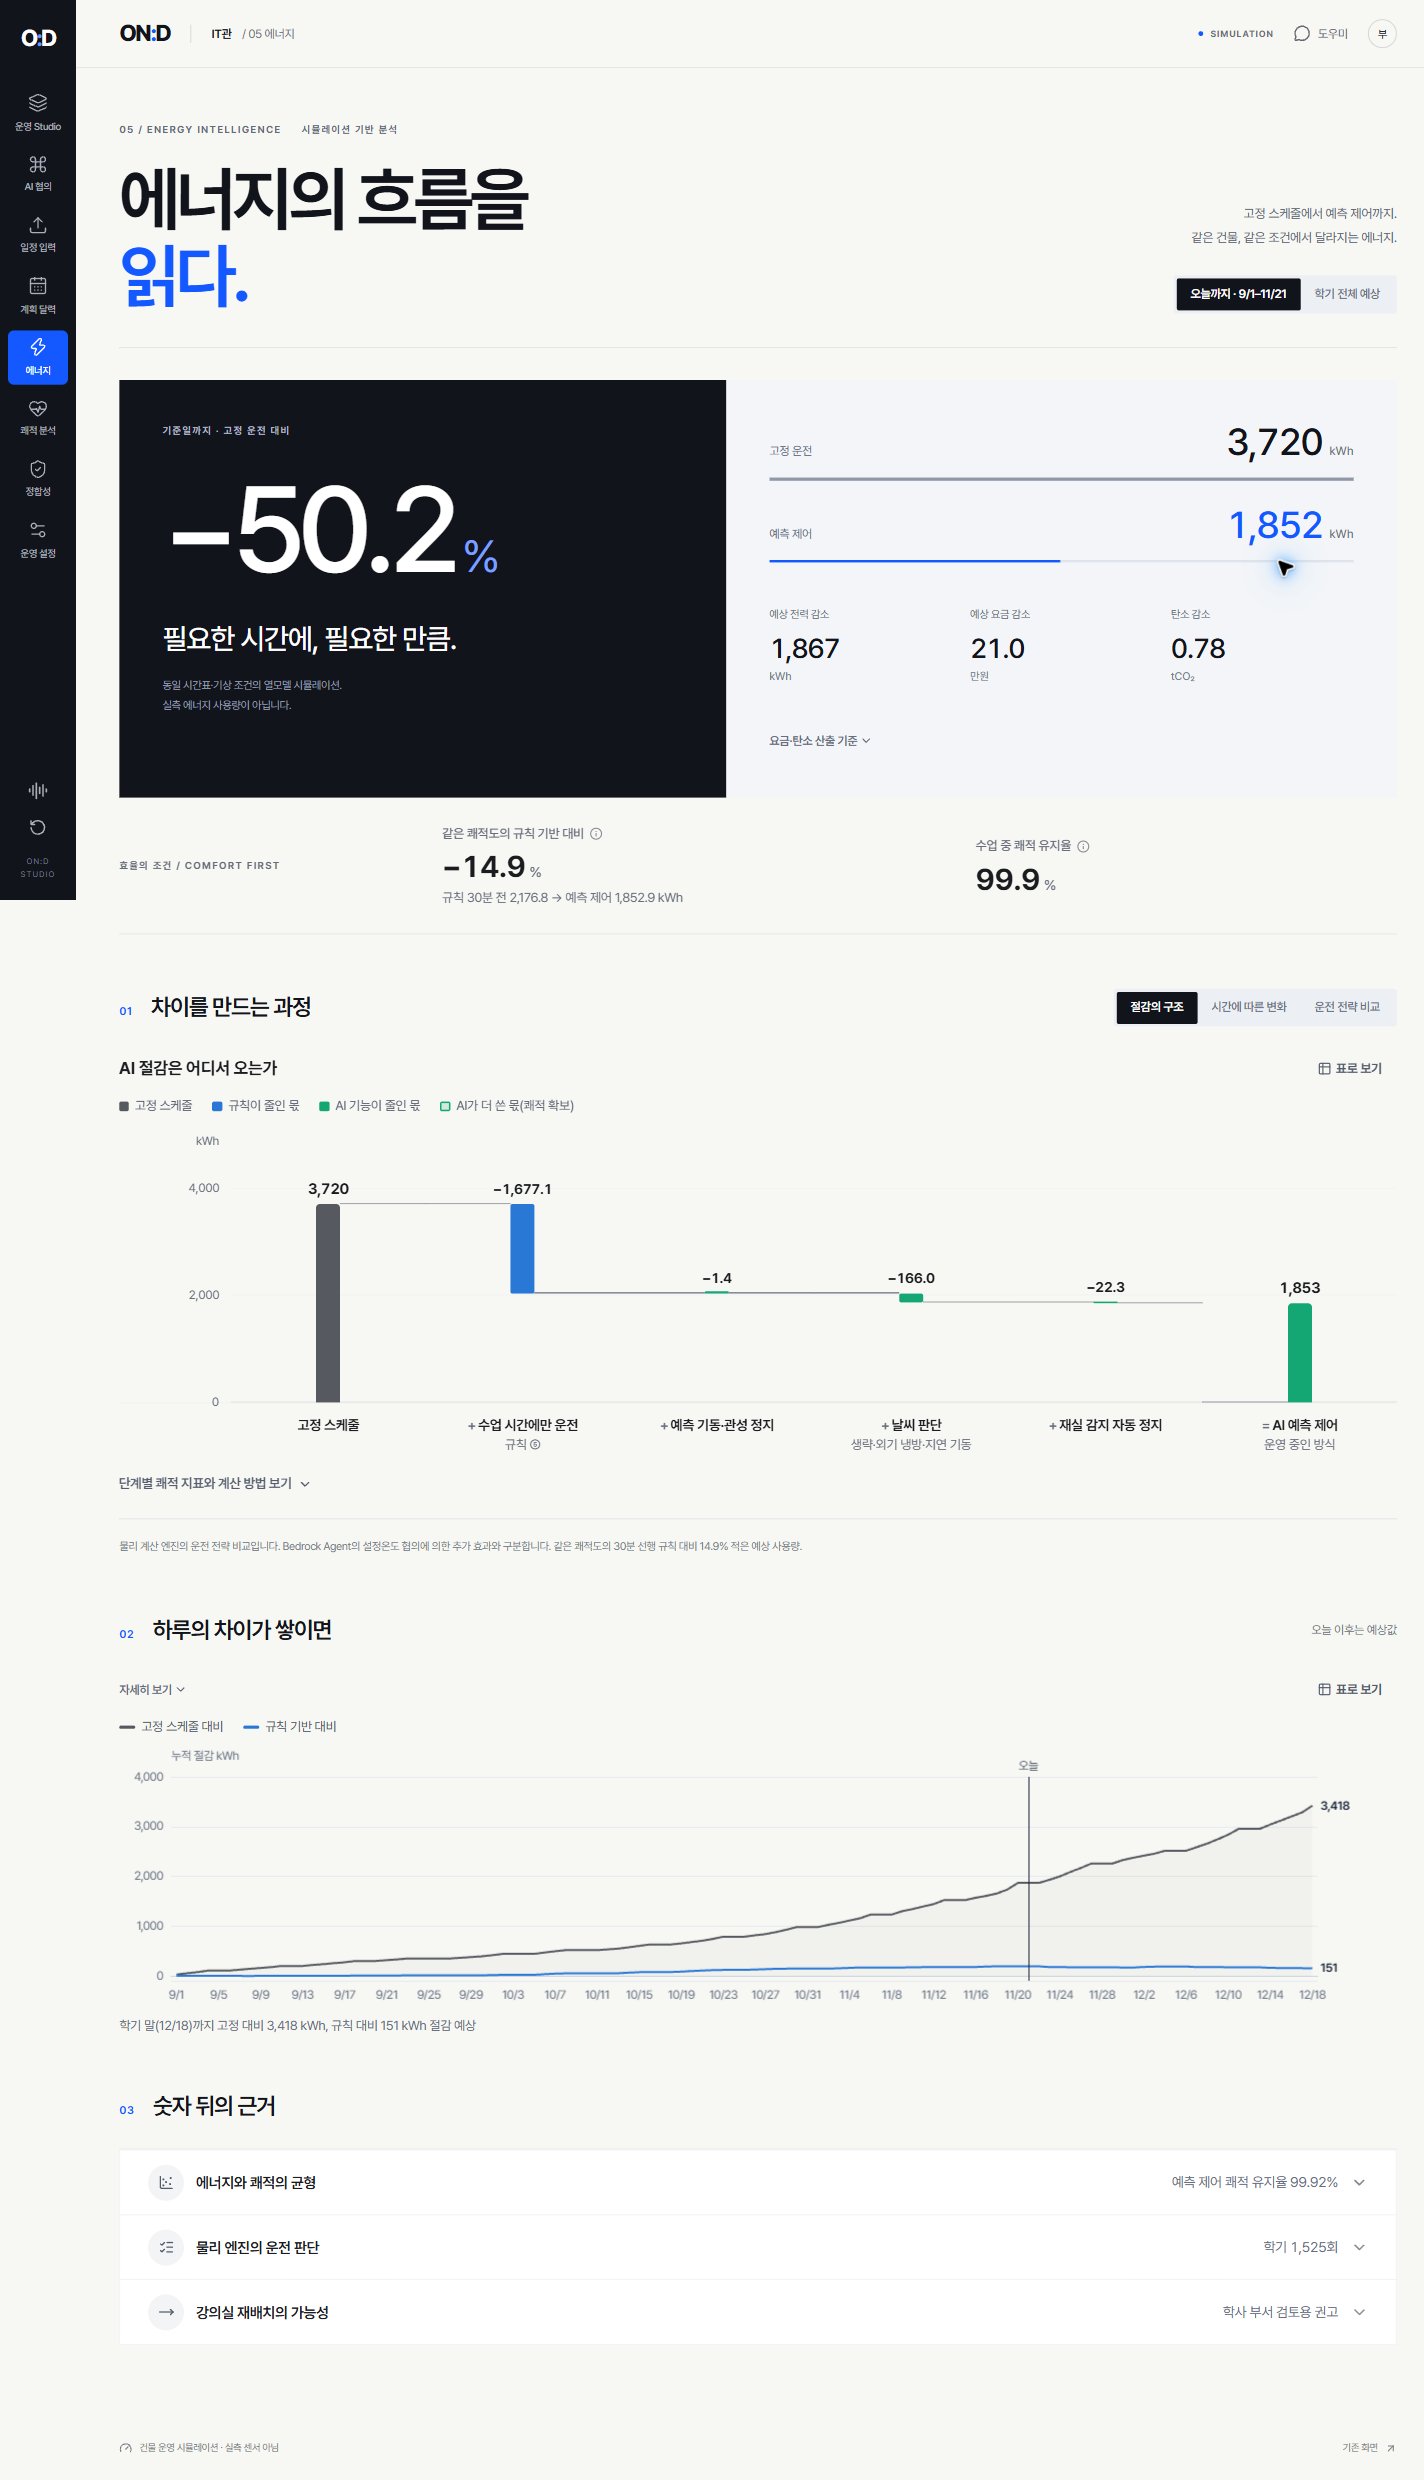 O:D
운영 Studio
AI 협의
일정 입력
계획 달력
에너지
쾌적 분석
정합성
운영 설정
ON:D
STUDIO
ON:D
IT관 / 05 에너지
SIMULATION
도우미
부
05 / ENERGY INTELLIGENCE 시뮬레이션 기반 분석
에너지의 흐름을
읽다.
고정 스케줄에서 예측 제어까지.
같은 건물, 같은 조건에서 달라지는 에너지.
오늘까지 · 9/1–11/21
학기 전체 예상
기준일까지 · 고정 운전 대비
−50.2%
필요한 시간에, 필요한 만큼.
동일 시간표·기상 조건의 열모델 시뮬레이션.
실측 에너지 사용량이 아닙니다.
고정 운전 3,720 kWh
예측 제어 1,852 kWh
예상 전력 감소
1,867
kWh
예상 요금 감소
21.0
만원
탄소 감소
0.78
tCO₂
요금·탄소 산출 기준
효율의 조건 / COMFORT FIRST
같은 쾌적도의 규칙 기반 대비
−14.9 %
규칙 30분 전 2,176.8 → 예측 제어 1,852.9 kWh
수업 중 쾌적 유지율
99.9 %
01 차이를 만드는 과정
절감의 구조
시간에 따른 변화
운전 전략 비교
AI 절감은 어디서 오는가
표로 보기
고정 스케줄
규칙이 줄인 몫
AI 기능이 줄인 몫
AI가 더 쓴 몫(쾌적 확보)
kWh
4,000
2,000
0
3,720
−1,677.1
−1.4
−166.0
−22.3
1,853
고정 스케줄
+ 수업 시간에만 운전
규칙 ⓢ
+ 예측 기동·관성 정지
+ 날씨 판단
생략·외기 냉방·지연 기동
+ 재실 감지 자동 정지
= AI 예측 제어
운영 중인 방식
단계별 쾌적 지표와 계산 방법 보기
물리 계산 엔진의 운전 전략 비교입니다. Bedrock Agent의 설정온도 협의에 의한 추가 효과와 구분합니다. 같은 쾌적도의 30분 선행 규칙 대비 14.9% 적은 예상 사용량.
02 하루의 차이가 쌓이면
오늘 이후는 예상값
자세히 보기
표로 보기
고정 스케줄 대비
규칙 기반 대비
누적 절감 kWh
오늘
4,000
3,000
2,000
1,000
0
3,418
151
9/1 9/5 9/9 9/13 9/17 9/21 9/25 9/29 10/3 10/7 10/11 10/15 10/19 10/23 10/27 10/31 11/4 11/8 11/12 11/16 11/20 11/24 11/28 12/2 12/6 12/10 12/14 12/18
학기 말(12/18)까지 고정 대비 3,418 kWh, 규칙 대비 151 kWh 절감 예상
03 숫자 뒤의 근거
에너지와 쾌적의 균형
예측 제어 쾌적 유지율 99.92%
물리 엔진의 운전 판단
학기 1,525회
강의실 재배치의 가능성
학사 부서 검토용 권고
건물 운영 시뮬레이션 · 실측 센서 아님
기존 화면